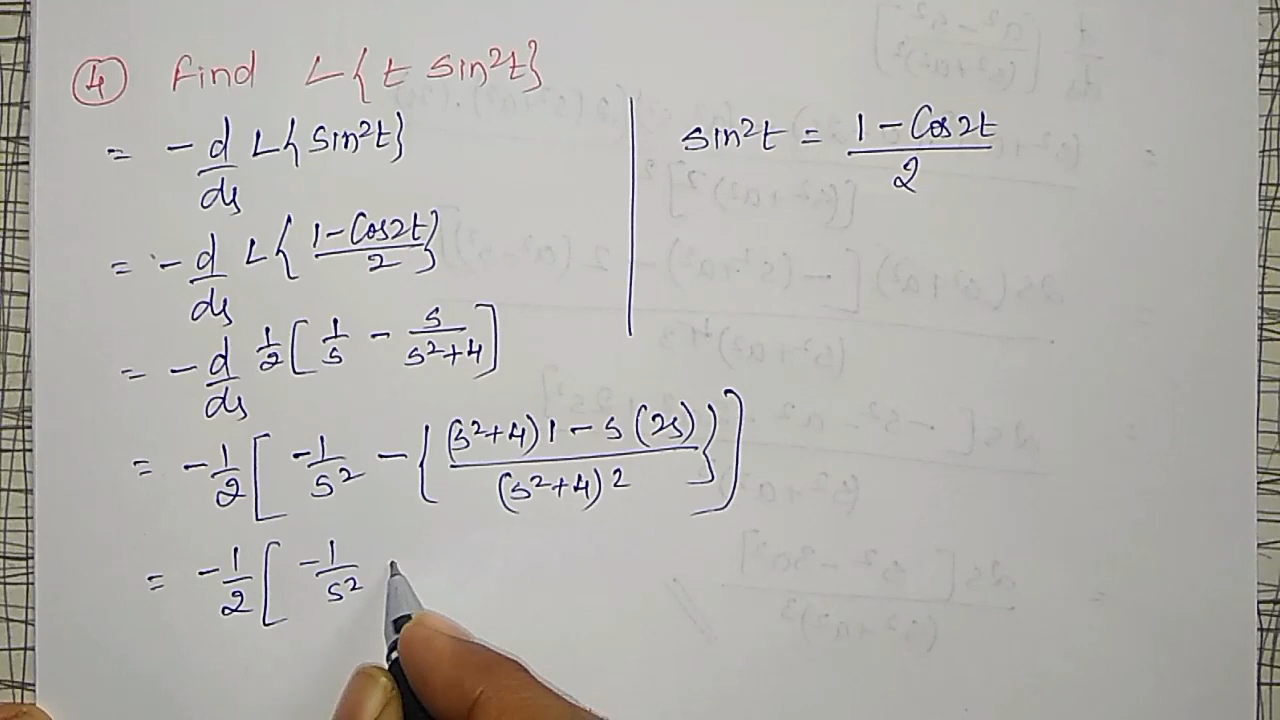 ④ Find L{t sin²t}
= -d/ds L{sin²t}
sin²t = (1 - Cos2t)/2
= -d/ds L{(1 - Cos2t)/2}
= -d/ds 1/2 [1/s - s/(s²+4)]
= -1/2 [-1/s² - {((s²+4)1 - s(2s))/(s²+4)²}]
= -1/2 [-1/s²